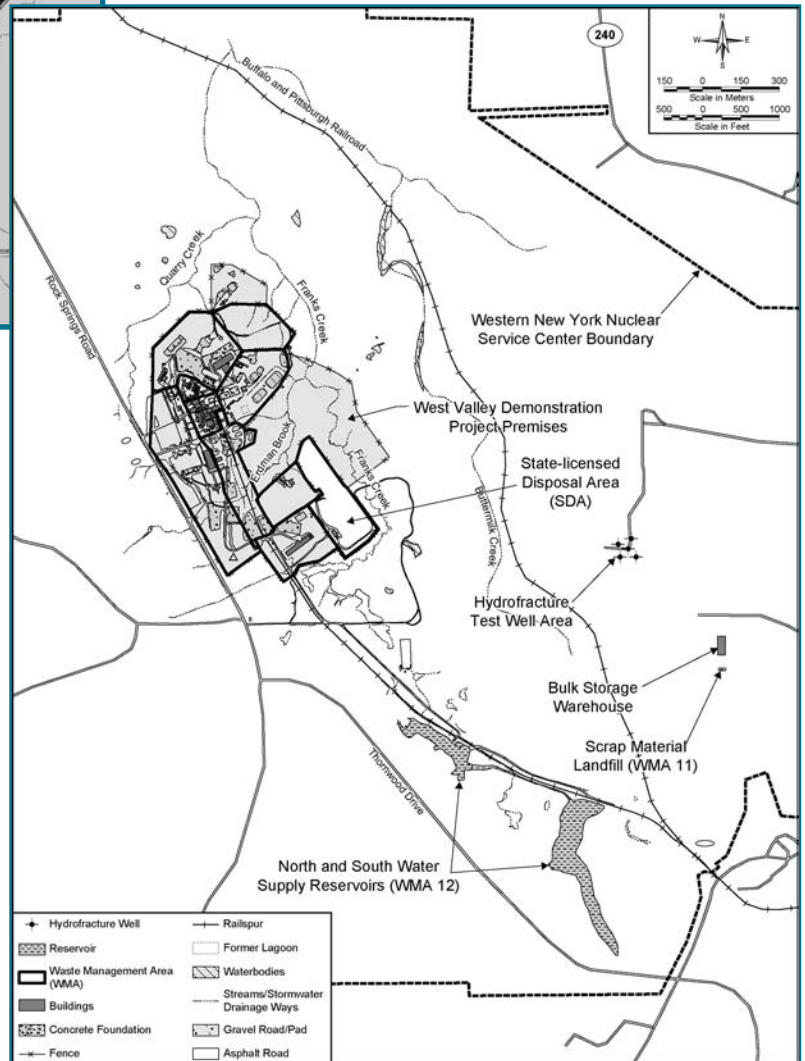 240
N
W E
S
150 0 150 300
Scale in Meters
500 0 500 1000
Scale in Feet
Buffalo and Pittsburgh Railroad
Quarry Creek
Franks Creek
Rock Springs Road
Western New York Nuclear
Service Center Boundary
West Valley Demonstration
Project Premises
Erdman Brook
Franks Creek
State-licensed
Disposal Area
(SDA)
Buttermilk Creek
Hydrofracture
Test Well Area
Bulk Storage
Warehouse
Scrap Material
Landfill (WMA 11)
Thornwood Drive
North and South Water
Supply Reservoirs (WMA 12)
Hydrofracture Well
Reservoir
Waste Management Area
(WMA)
Buildings
Concrete Foundation
Fence
Railspur
Former Lagoon
Waterbodies
Streams/Stormwater
Drainage Ways
Gravel Road/Pad
Asphalt Road